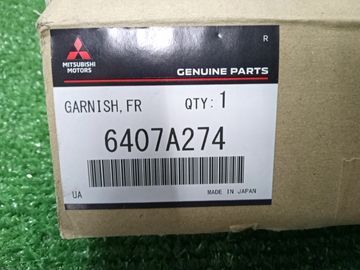 R
MITSUBISHI
MOTORS
GENUINE PARTS
GARNISH,FR QTY: 1
6407A274
UA MADE IN JAPAN